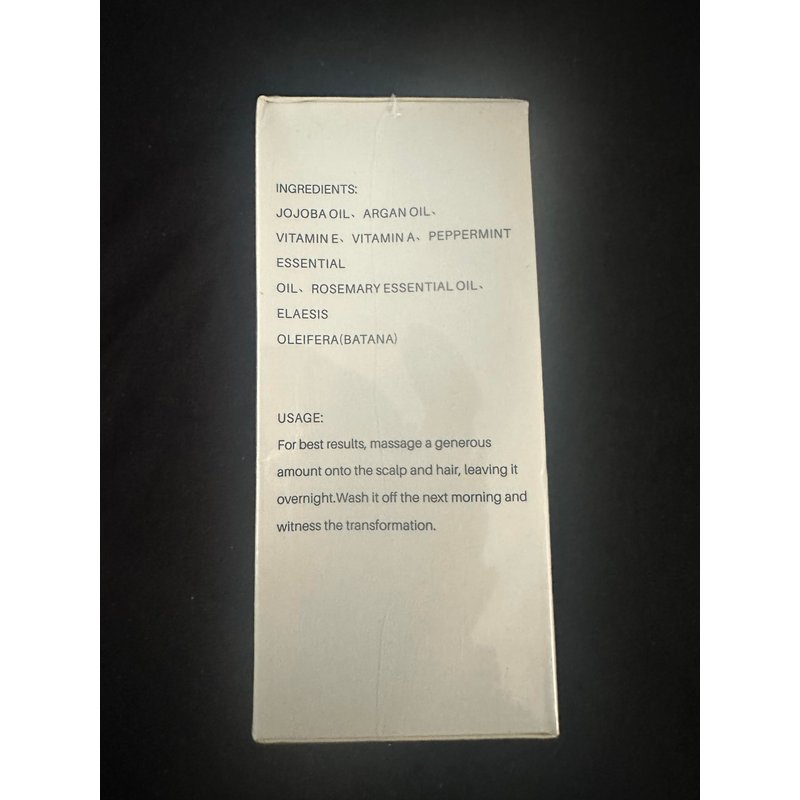 INGREDIENTS:
JOJOBA OIL、ARGAN OIL、
VITAMIN E、VITAMIN A、PEPPERMINT
ESSENTIAL
OIL、ROSEMARY ESSENTIAL OIL、
ELAESIS
OLEIFERA(BATANA)
USAGE:
For best results, massage a generous
amount onto the scalp and hair, leaving it
overnight.Wash it off the next morning and
witness the transformation.